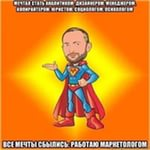 МЕЧТАЛ СТАТЬ АНАЛИТИКОМ, ДИЗАЙНЕРОМ, МЕНЕДЖЕРОМ,
КОПИРАЙТЕРОМ, ЮРИСТОМ, СОЦИОЛОГОМ, ПСИХОЛОГОМ
ВСЕ МЕЧТЫ СБЫЛИСЬ: РАБОТАЮ МАРКЕТОЛОГОМ